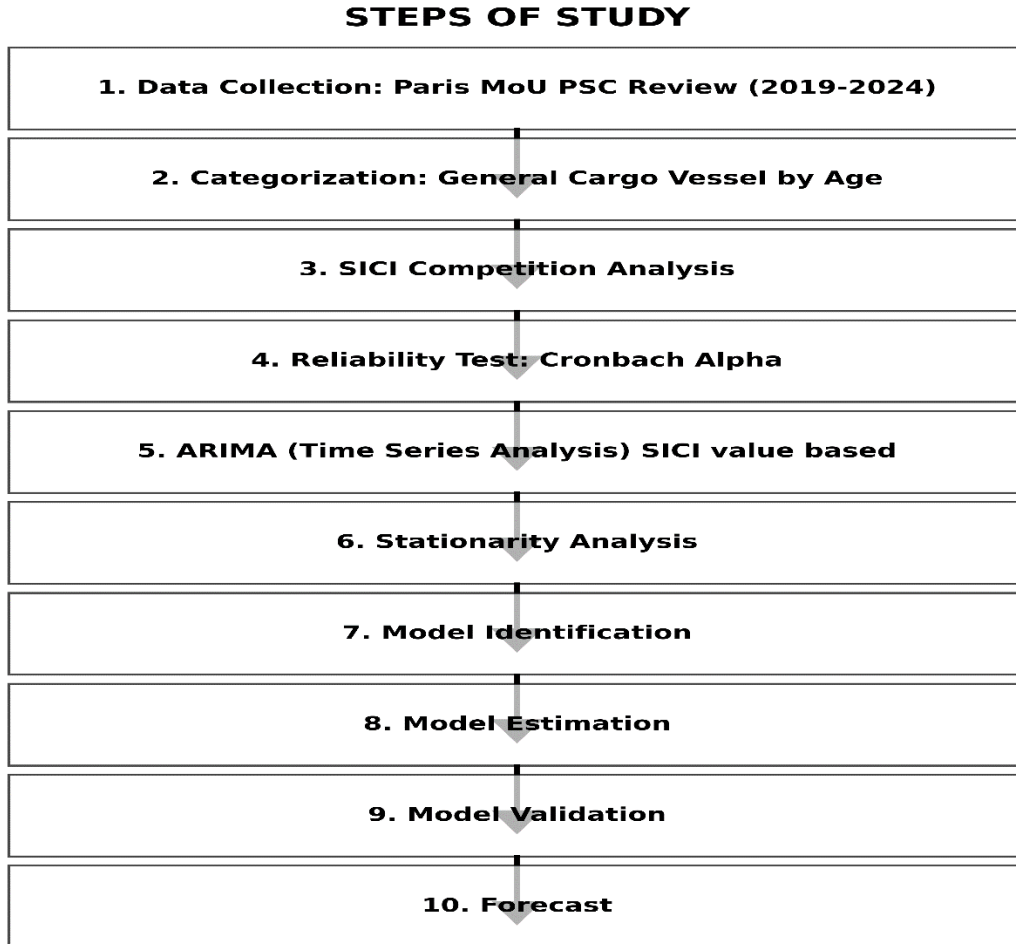 STEPS OF STUDY
1. Data Collection: Paris MoU PSC Review (2019-2024)
2. Categorization: General Cargo Vessel by Age
3. SICI Competition Analysis
4. Reliability Test: Cronbach Alpha
5. ARIMA (Time Series Analysis) SICI value based
6. Stationarity Analysis
7. Model Identification
8. Model Estimation
9. Model Validation
10. Forecast